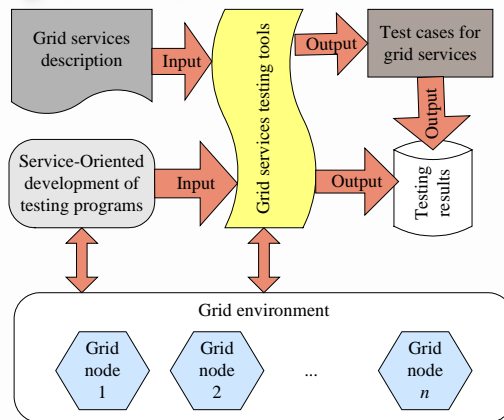 Grid services
description
Input
Grid services testing tools
Output
Test cases for
grid services
Output
Service-Oriented
development of
testing programs
Input
Output
Testing
results
Grid environment
Grid
node
1
Grid
node
2
...
Grid
node
n